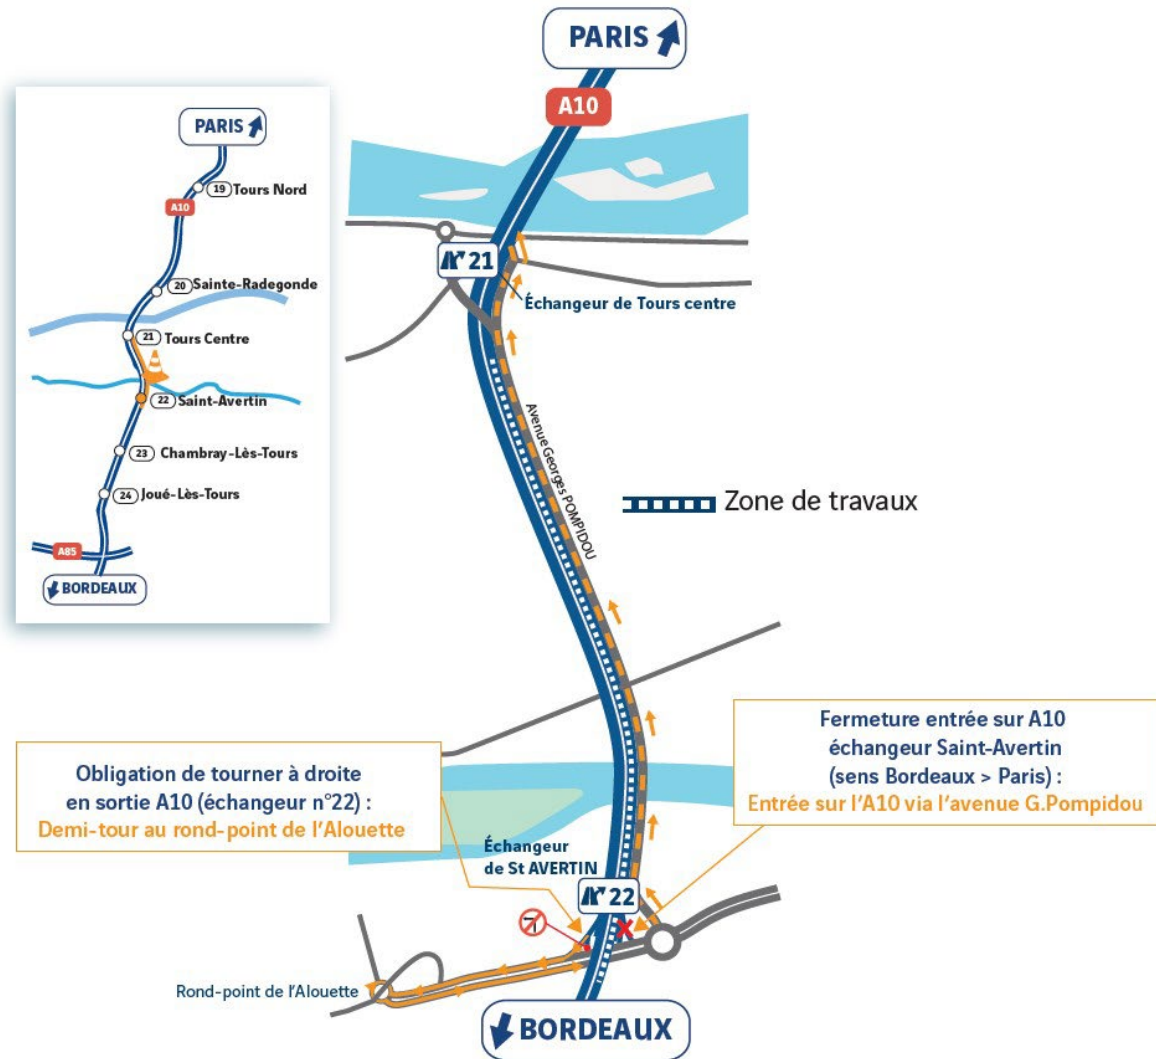 PARIS
A10
PARIS
19 Tours Nord
A10
20 Sainte-Radegonde
21 Tours Centre
22 Saint-Avertin
23 Chambray-Lès-Tours
24 Joué-Lès-Tours
A85
BORDEAUX
21
Échangeur de Tours centre
Avenue Georges POMPIDOU
Zone de travaux
Obligation de tourner à droite
en sortie A10 (échangeur n°22) :
Demi-tour au rond-point de l'Alouette
Fermeture entrée sur A10
échangeur Saint-Avertin
(sens Bordeaux > Paris) :
Entrée sur l'A10 via l'avenue G.Pompidou
Échangeur
de St AVERTIN
22
Rond-point de l'Alouette
BORDEAUX